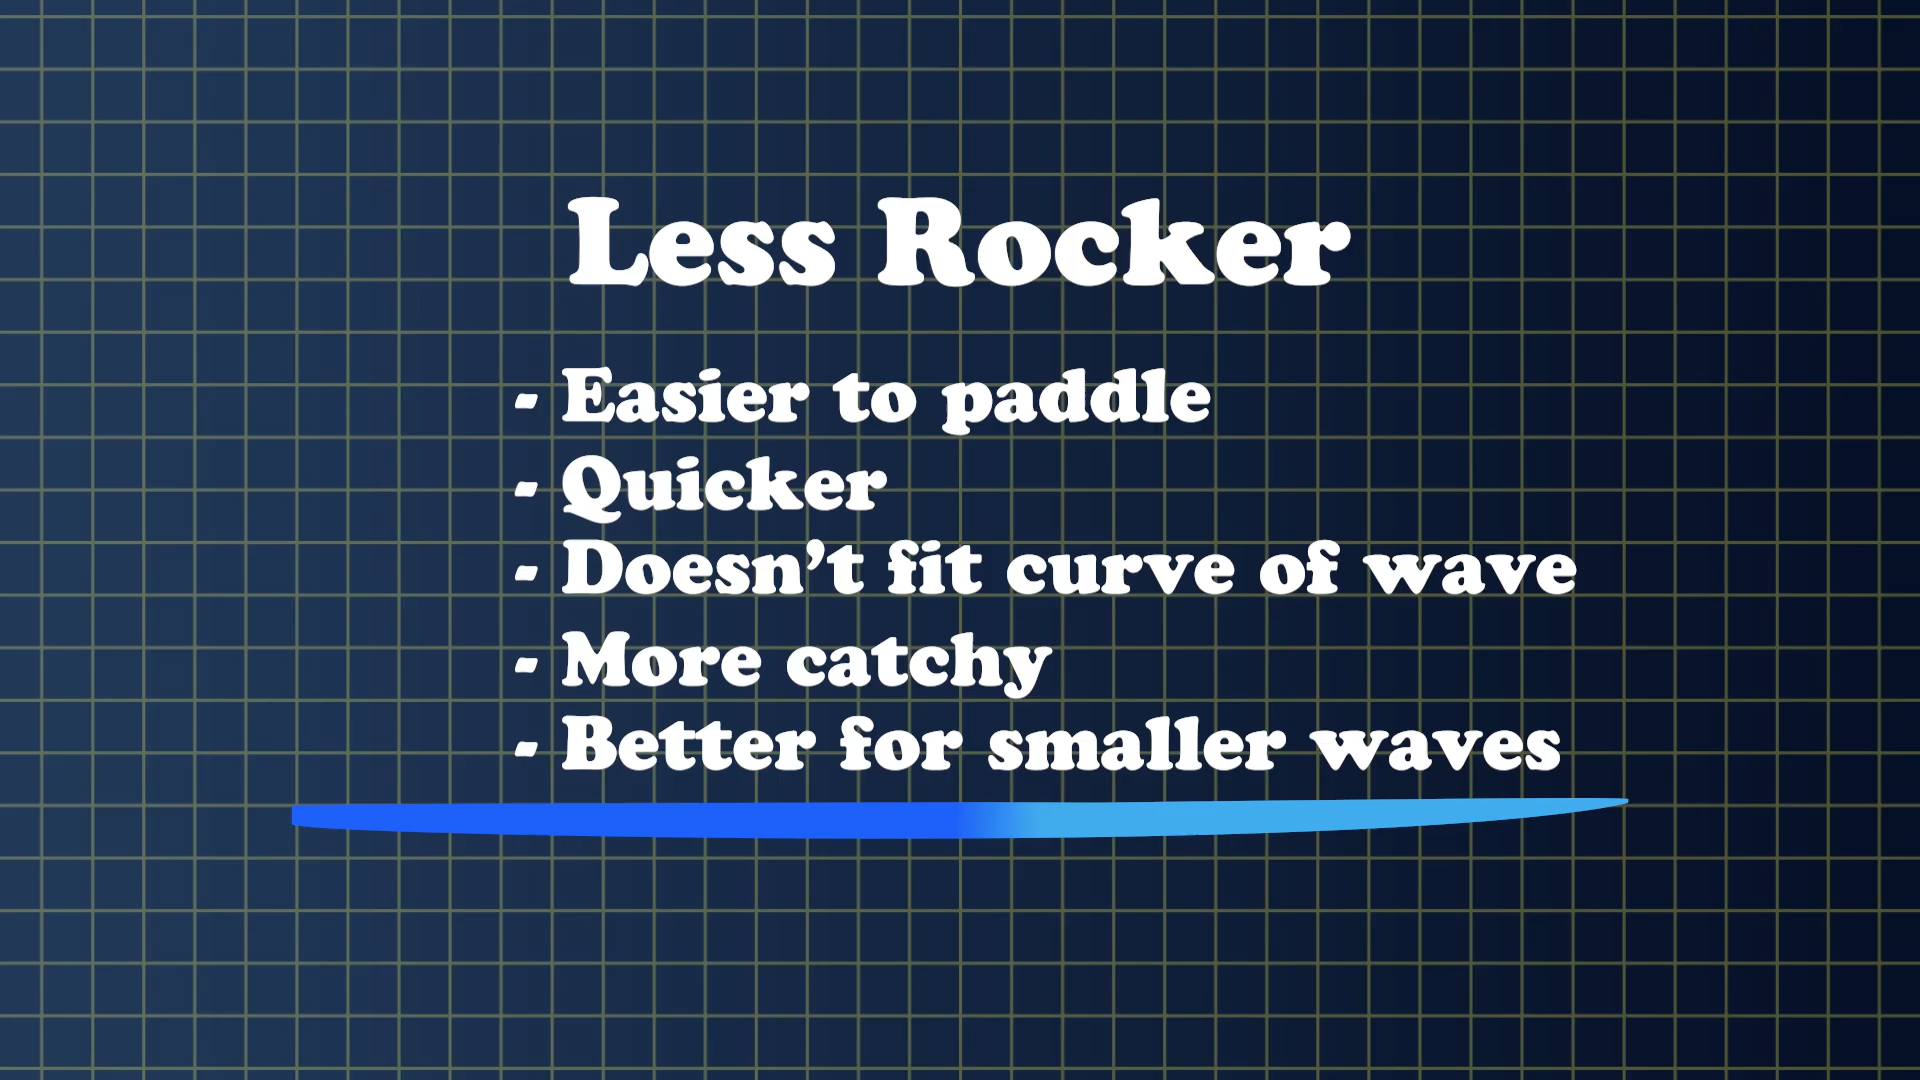 Less Rocker
- Easier to paddle
- Quicker
- Doesn’t fit curve of wave
- More catchy
- Better for smaller waves